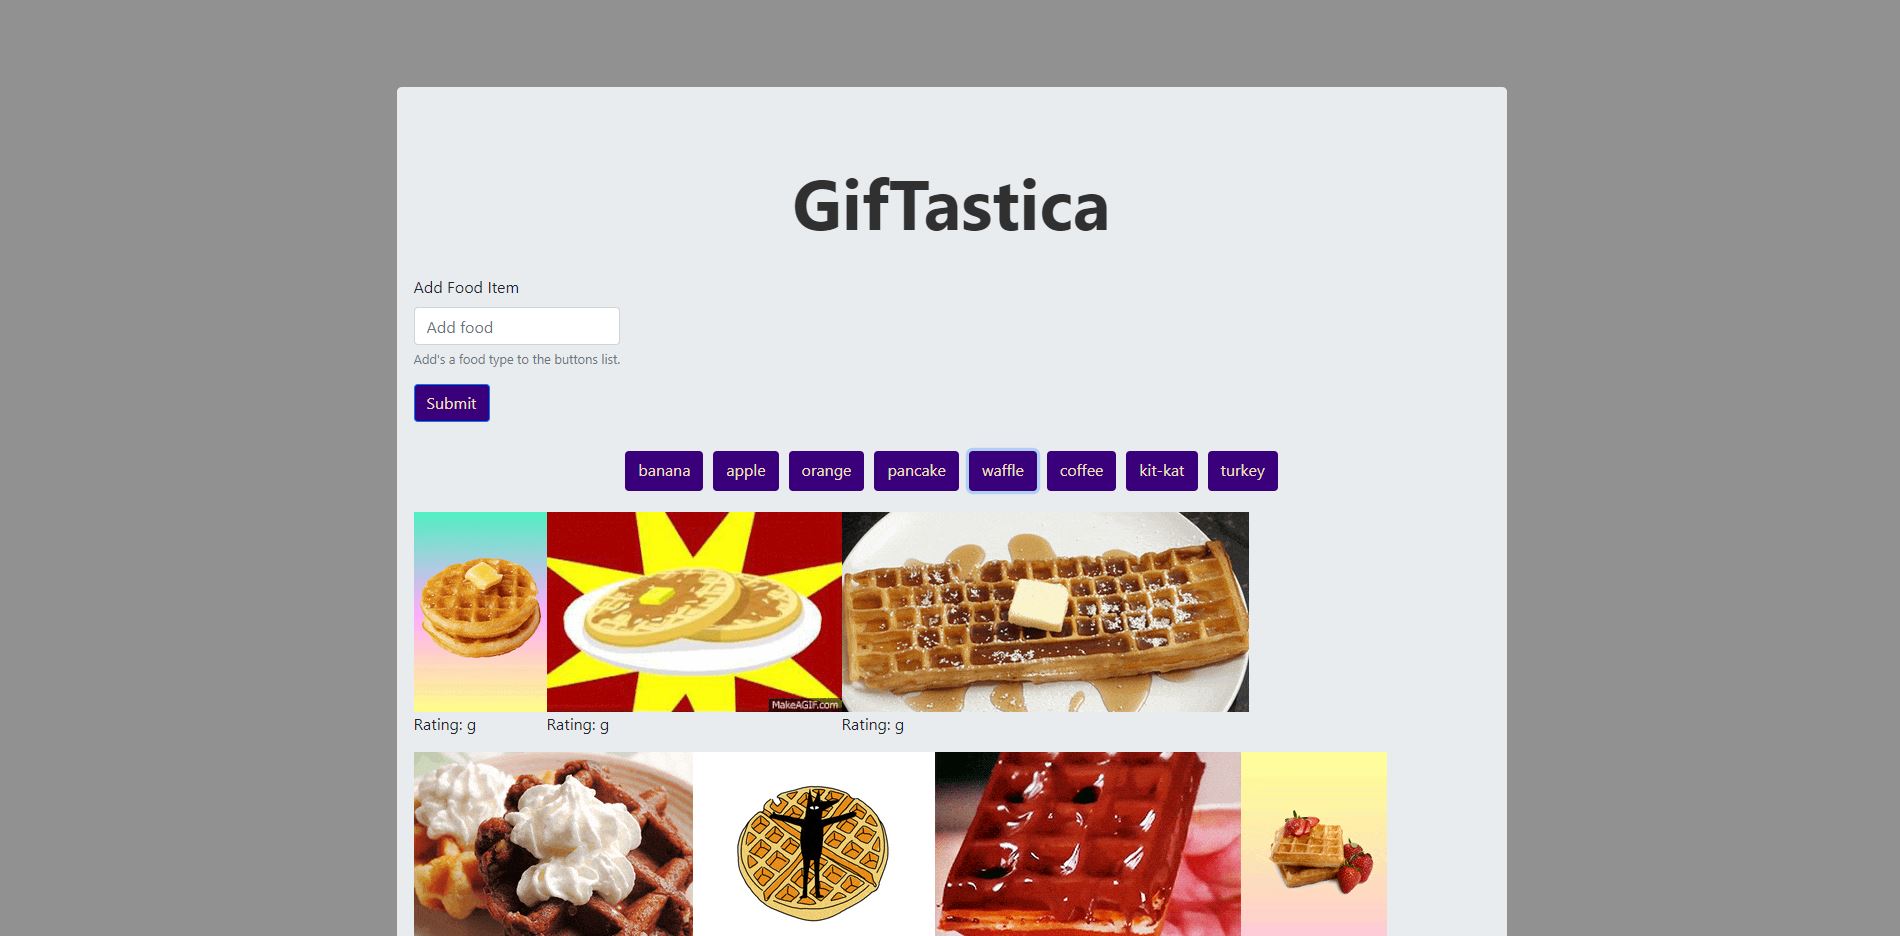 GifTastica
Add Food Item
Add food
Add's a food type to the buttons list.
Submit
banana apple orange pancake waffle coffee kit-kat turkey
MakeAGIF.com
Rating: g Rating: g Rating: g